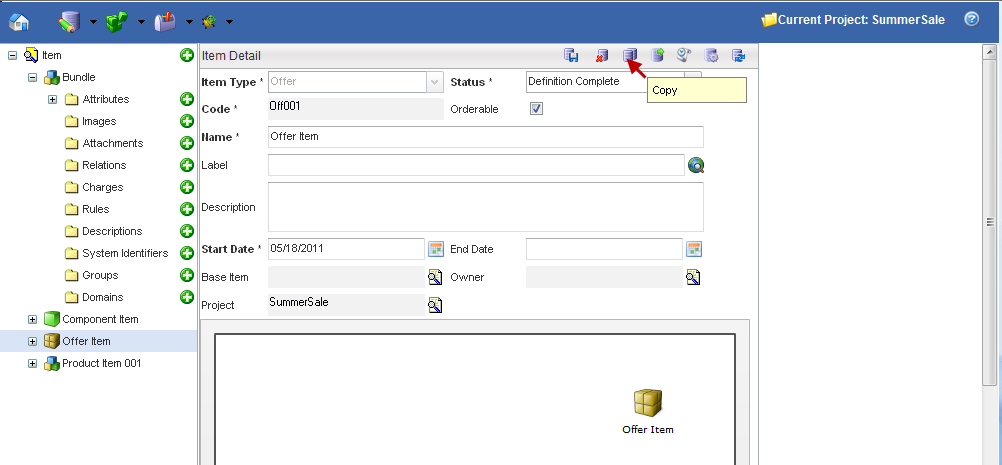 Current Project: SummerSale
Item
Bundle
Attributes
Images
Attachments
Relations
Charges
Rules
Descriptions
System Identifiers
Groups
Domains
Component Item
Offer Item
Product Item 001
Item Detail
Item Type * Offer Status * Definition Complete
Copy
Code * Off001 Orderable
Name * Offer Item
Label
Description
Start Date * 05/18/2011 End Date
Base Item Owner
Project SummerSale
Offer Item